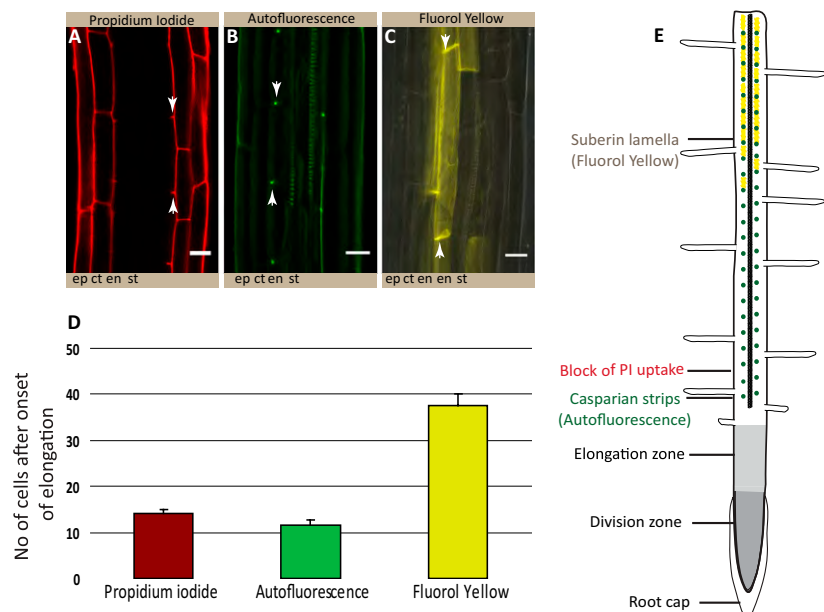 Propidium Iodide
Autofluorescence
Fluorol Yellow
A
B
C
E
ep ct en st
ep ct en st
ep ct en st
D
No of cells after onset
of elongation
50
40
30
20
10
0
Propidium iodide
Autofluorescence
Fluorol Yellow
Suberin lamella
(Fluorol Yellow)
Block of PI uptake
Casparian strips
(Autofluorescence)
Elongation zone
Division zone
Root cap